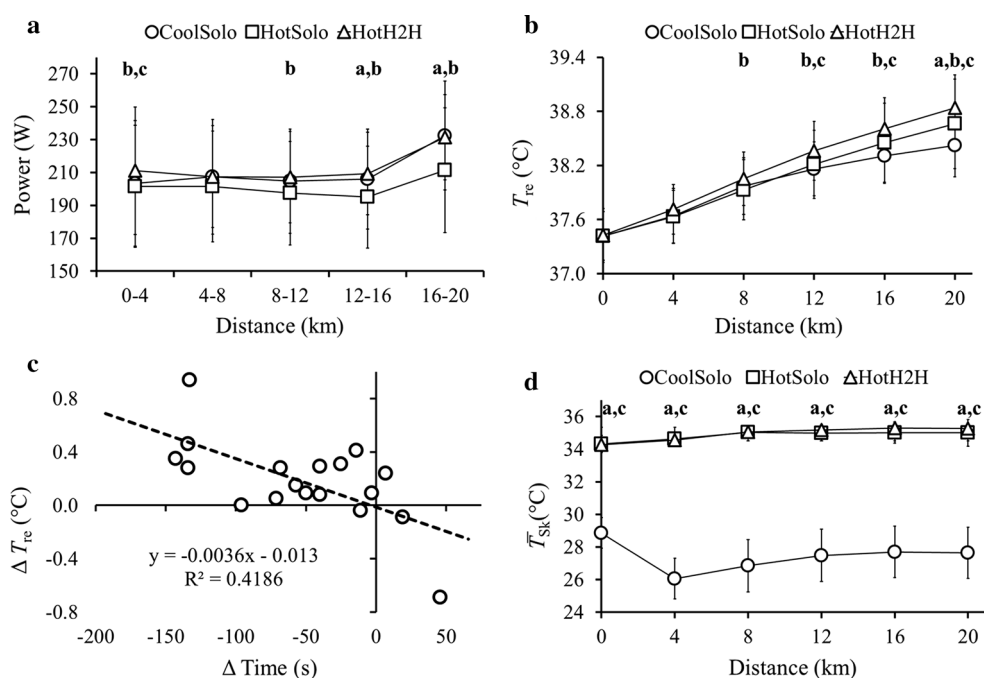 a
CoolSolo HotSolo HotH2H
b,c b a,b a,b
270
250
230
210
190
170
150
Power (W)
0-4 4-8 8-12 12-16 16-20
Distance (km)
b
CoolSolo HotSolo HotH2H
b b,c b,c a,b,c
39.4
38.8
38.2
37.6
37.0
Tre (°C)
0 4 8 12 16 20
Distance (km)
c
0.8
0.4
0.0
-0.4
-0.8
Δ Tre (°C)
y = -0.0036x - 0.013
R² = 0.4186
-200 -150 -100 -50 0 50
Δ Time (s)
d
CoolSolo HotSolo HotH2H
a,c a,c a,c a,c a,c a,c
36
34
32
30
28
26
24
T̅Sk(°C)
0 4 8 12 16 20
Distance (km)